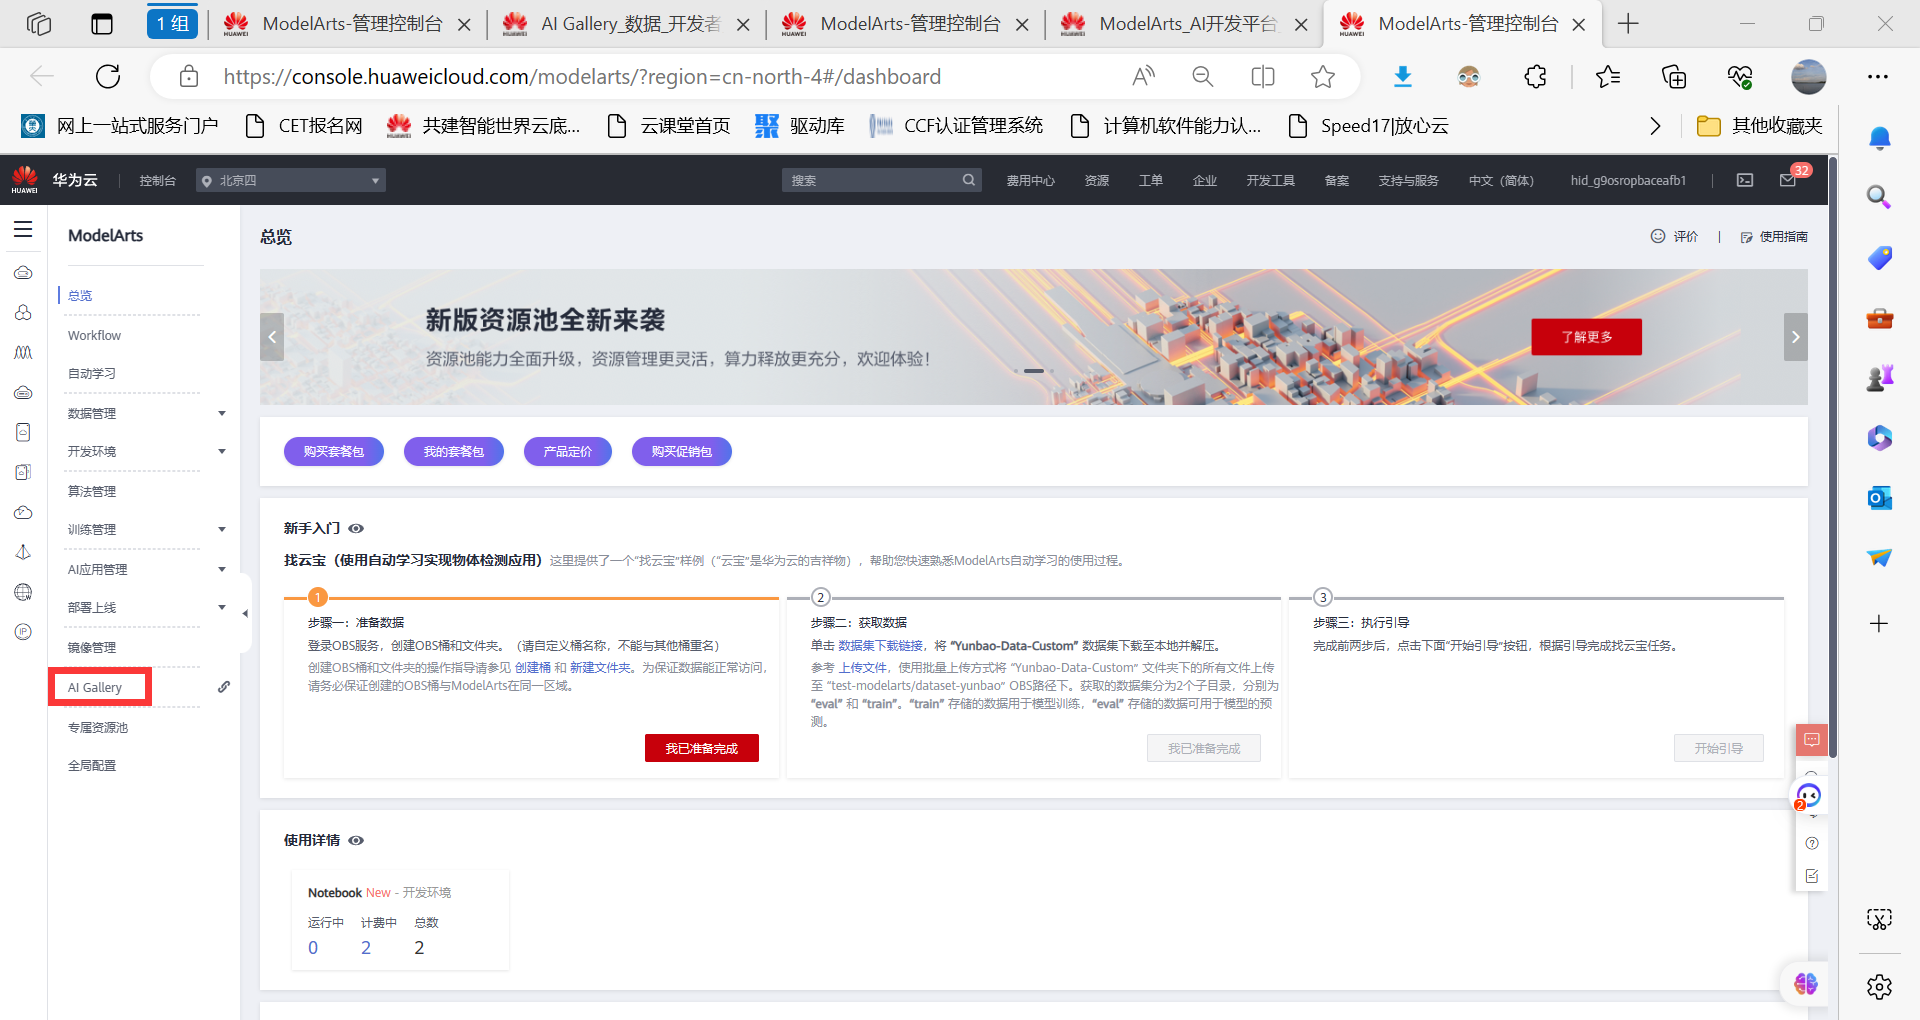 1 组
ModelArts-管理控制台
AI Gallery_数据_开发者
ModelArts-管理控制台
ModelArts_AI开发平台_
ModelArts-管理控制台
https://console.huaweicloud.com/modelarts/?region=cn-north-4#/dashboard
网上一站式服务门户
CET报名网
共建智能世界云底...
云课堂首页
驱动库
CCF认证管理系统
计算机软件能力认...
Speed17|放心云
其他收藏夹
HUAWEI
华为云
控制台
北京四
搜索
费用中心
资源
工单
企业
开发工具
备案
支持与服务
中文（简体）
hid_g9osropbaceafb1
32
ModelArts
总览
Workflow
自动学习
数据管理
开发环境
算法管理
训练管理
AI应用管理
部署上线
镜像管理
AI Gallery
专属资源池
全局配置
总览
评价
使用指南
新版资源池全新来袭
资源池能力全面升级，资源管理更灵活，算力释放更充分，欢迎体验！
了解更多
购买套餐包
我的套餐包
产品定价
购买促销包
新手入门
找云宝（使用自动学习实现物体检测应用）这里提供了一个“找云宝”样例（“云宝”是华为云的吉祥物），帮助您快速熟悉ModelArts自动学习的使用过程。
1
步骤一：准备数据
登录OBS服务，创建OBS桶和文件夹。（请自定义桶名称，不能与其他桶重名）
创建OBS桶和文件夹的操作指导请参见 创建桶 和 新建文件夹。为保证数据能正常访问，
请务必保证创建的OBS桶与ModelArts在同一区域。
我已准备完成
2
步骤二：获取数据
单击 数据集下载链接，将 “Yunbao-Data-Custom” 数据集下载至本地并解压。
参考 上传文件，使用批量上传方式将 “Yunbao-Data-Custom” 文件夹下的所有文件上传
至 “test-modelarts/dataset-yunbao” OBS路径下。获取的数据集分为2个子目录，分别为
“eval” 和 “train”。“train” 存储的数据用于模型训练，“eval” 存储的数据可用于模型的预
测。
我已准备完成
3
步骤三：执行引导
完成前两步后，点击下面“开始引导”按钮，根据引导完成找云宝任务。
开始引导
2
使用详情
Notebook New - 开发环境
运行中 计费中 总数
0 2 2